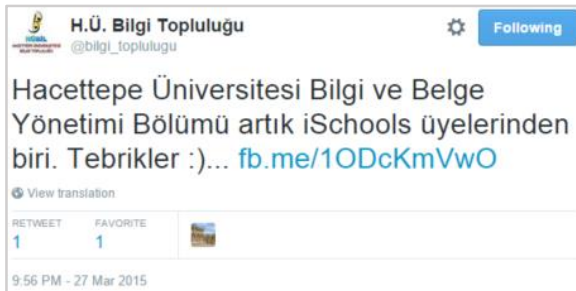 H.Ü. Bilgi Topluluğu
@bilgi_toplulugu
Following
Hacettepe Üniversitesi Bilgi ve Belge
Yönetimi Bölümü artık iSchools üyelerinden
biri. Tebrikler :)... fb.me/1ODcKmVwO
View translation
RETWEET FAVORITE
1 1
9:56 PM - 27 Mar 2015